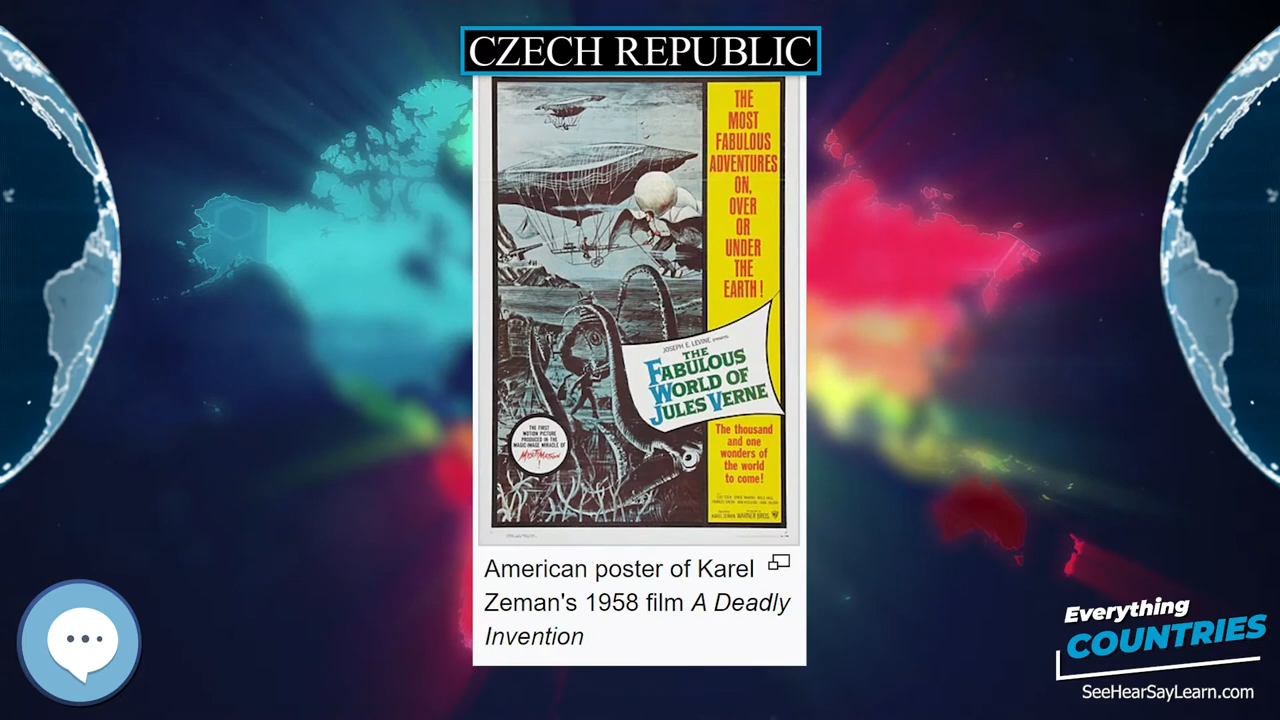 CZECH REPUBLIC
THE
MOST
FABULOUS
ADVENTURES
ON,
OVER
OR
UNDER
THE
EARTH!
JOSEPH E. LEVINE presents
THE
FABULOUS
WORLD OF
JULES VERNE
THE FIRST
MOTION PICTURE
PRODUCED IN THE
MAGIC-IMAGE MIRACLE OF
MYSTIMATION
!
The thousand
and one
wonders of
the world
to come!
WARNER BROS.
American poster of Karel
Zeman's 1958 film A Deadly
Invention
Everything
COUNTRIES
SeeHearSayLearn.com